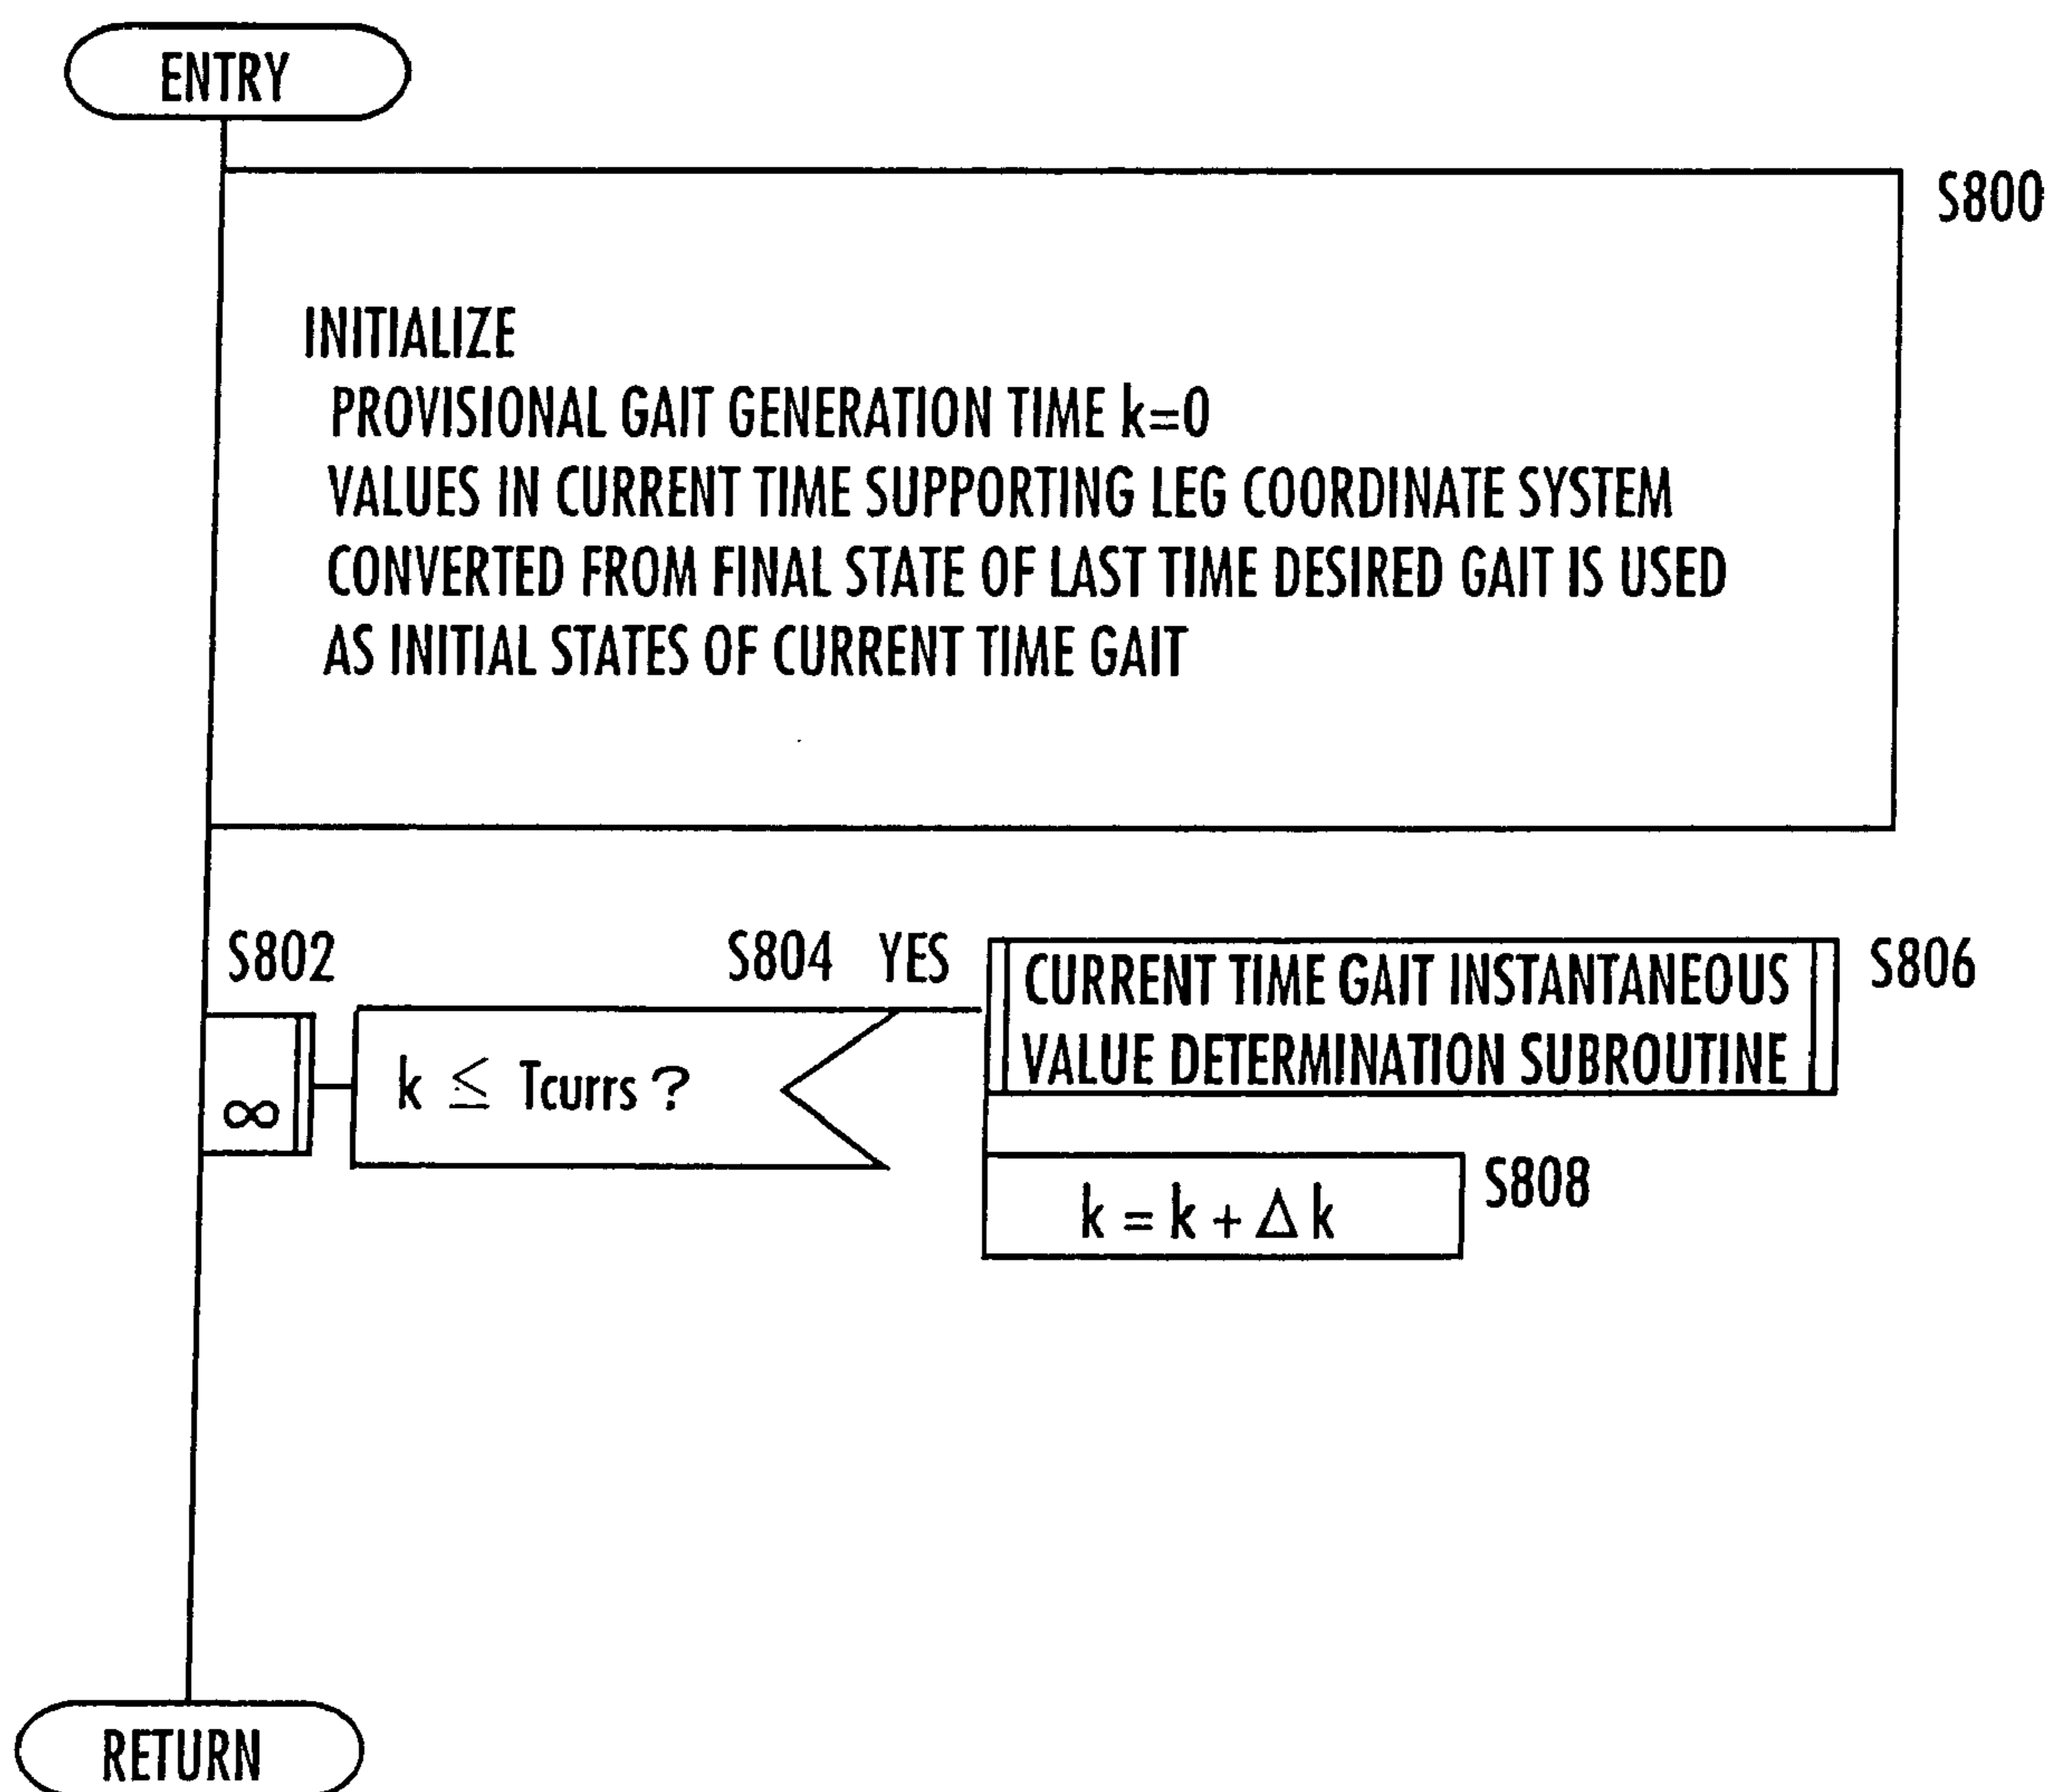 ENTRY
S800
INITIALIZE
PROVISIONAL GAIT GENERATION TIME k=0
VALUES IN CURRENT TIME SUPPORTING LEG COORDINATE SYSTEM
CONVERTED FROM FINAL STATE OF LAST TIME DESIRED GAIT IS USED
AS INITIAL STATES OF CURRENT TIME GAIT
S802
∞
S804
k ≦ Tcurrs ?
YES
CURRENT TIME GAIT INSTANTANEOUS
VALUE DETERMINATION SUBROUTINE
S806
k = k + Δ k
S808
RETURN